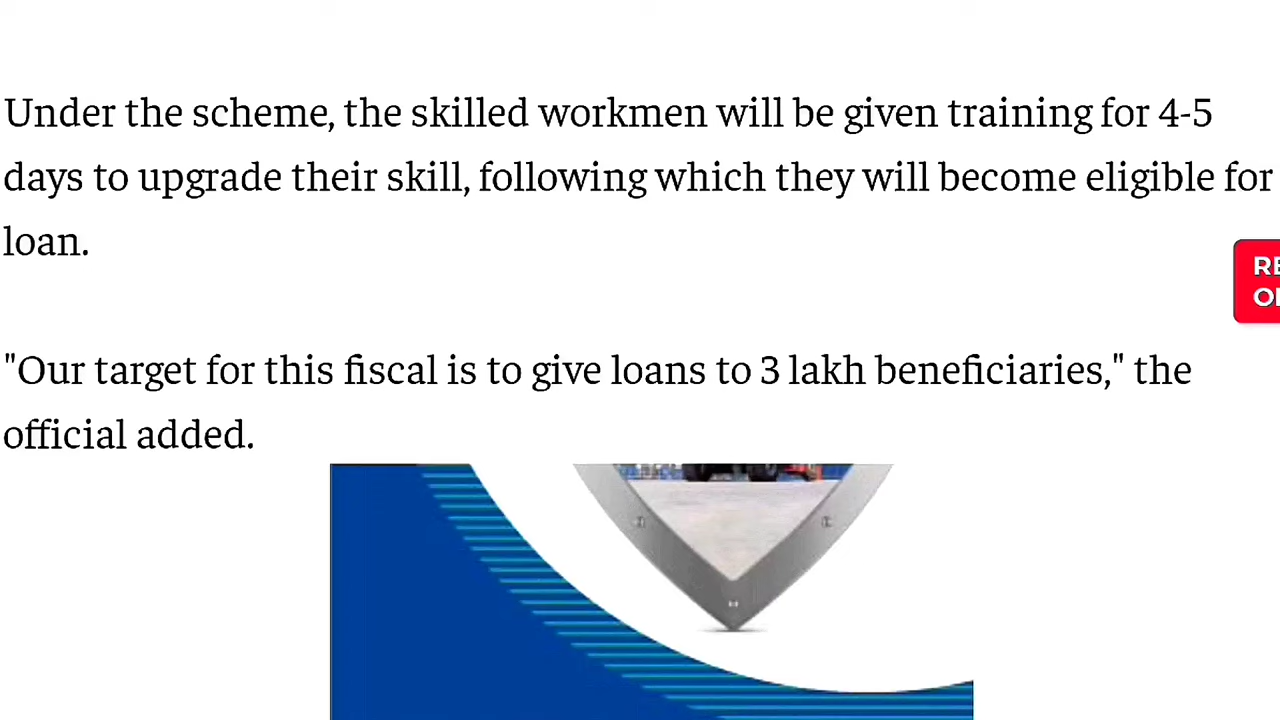 Under the scheme, the skilled workmen will be given training for 4-5
days to upgrade their skill, following which they will become eligible for
loan.
"Our target for this fiscal is to give loans to 3 lakh beneficiaries," the
official added.